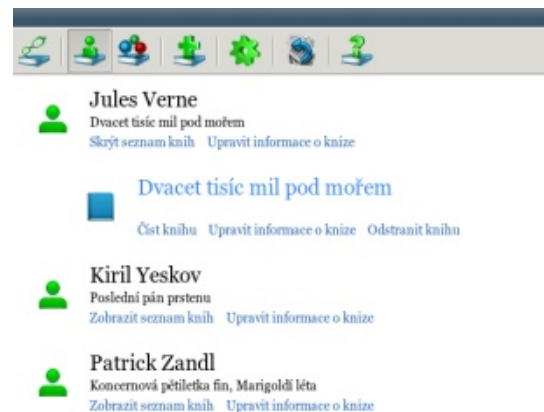 Jules Verne
Dvacet tisíc mil pod mořem
Skrýt seznam knih Upravit informace o knize
Dvacet tisíc mil pod mořem
Číst knihu Upravit informace o knize Odstranit knihu
Kiril Yeskov
Poslední pán prstenu
Zobrazit seznam knih Upravit informace o knize
Patrick Zandl
Koncernová pětiletka fin, Marigoldí léta
Zobrazit seznam knih Upravit informace o knize